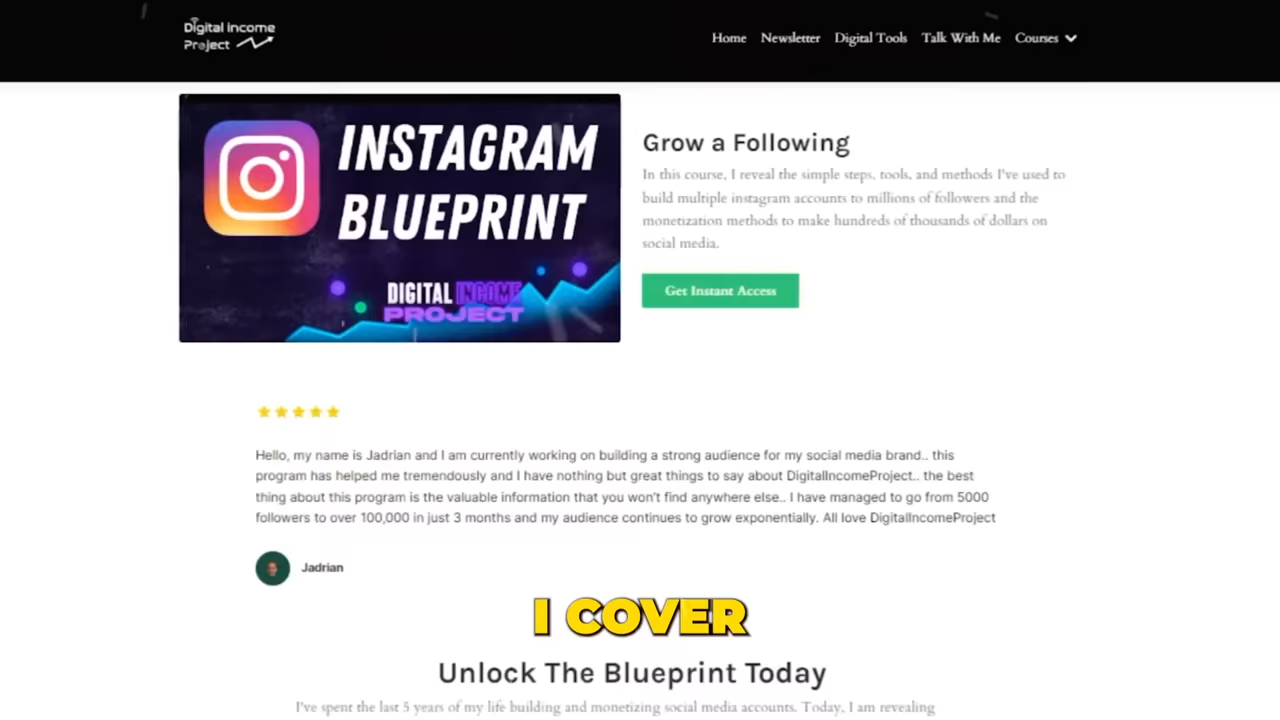 Digital income
Project
Home Newsletter Digital Tools Talk With Me Courses
INSTAGRAM
BLUEPRINT
DIGITAL INCOME
PROJECT
Grow a Following
In this course, I reveal the simple steps, tools, and methods I've used to
build multiple instagram accounts to millions of followers and the
monetization methods to make hundreds of thousands of dollars on
social media.
Get Instant Access
Hello, my name is Jadrian and I am currently working on building a strong audience for my social media brand.. this
program has helped me tremendously and I have nothing but great things to say about DigitalIncomeProject.. the best
thing about this program is the valuable information that you won't find anywhere else.. I have managed to go from 5000
followers to over 100,000 in just 3 months and my audience continues to grow exponentially. All love DigitalIncomeProject
Jadrian
I COVER
Unlock The Blueprint Today
I've spent the last 5 years of my life building and monetizing social media accounts. Today, I am revealing